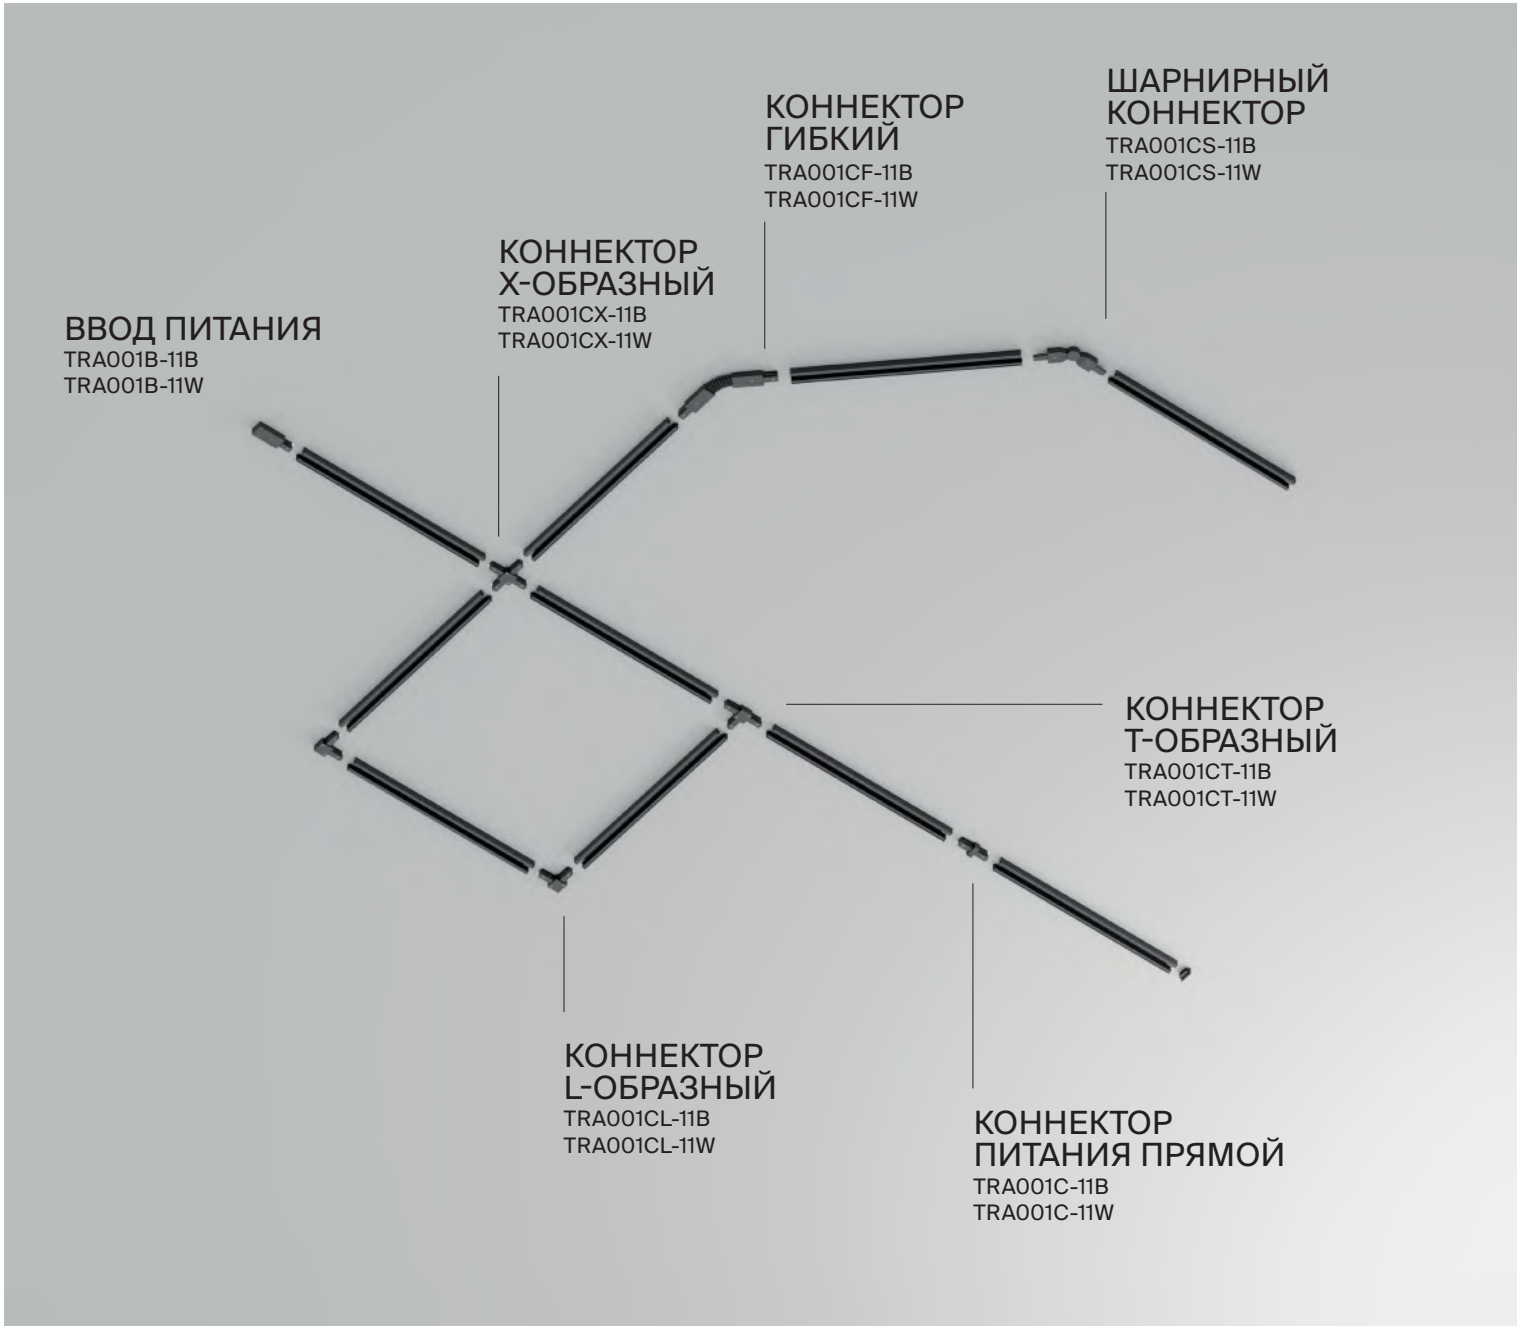 ШАРНИРНЫЙ
КОННЕКТОР
TRA001CS-11B
TRA001CS-11W
КОННЕКТОР
ГИБКИЙ
TRA001CF-11B
TRA001CF-11W
КОННЕКТОР
X-ОБРАЗНЫЙ
TRA001CX-11B
TRA001CX-11W
ВВОД ПИТАНИЯ
TRA001B-11B
TRA001B-11W
КОННЕКТОР
Т-ОБРАЗНЫЙ
TRA001CT-11B
TRA001CT-11W
КОННЕКТОР
L-ОБРАЗНЫЙ
TRA001CL-11B
TRA001CL-11W
КОННЕКТОР
ПИТАНИЯ ПРЯМОЙ
TRA001C-11B
TRA001C-11W